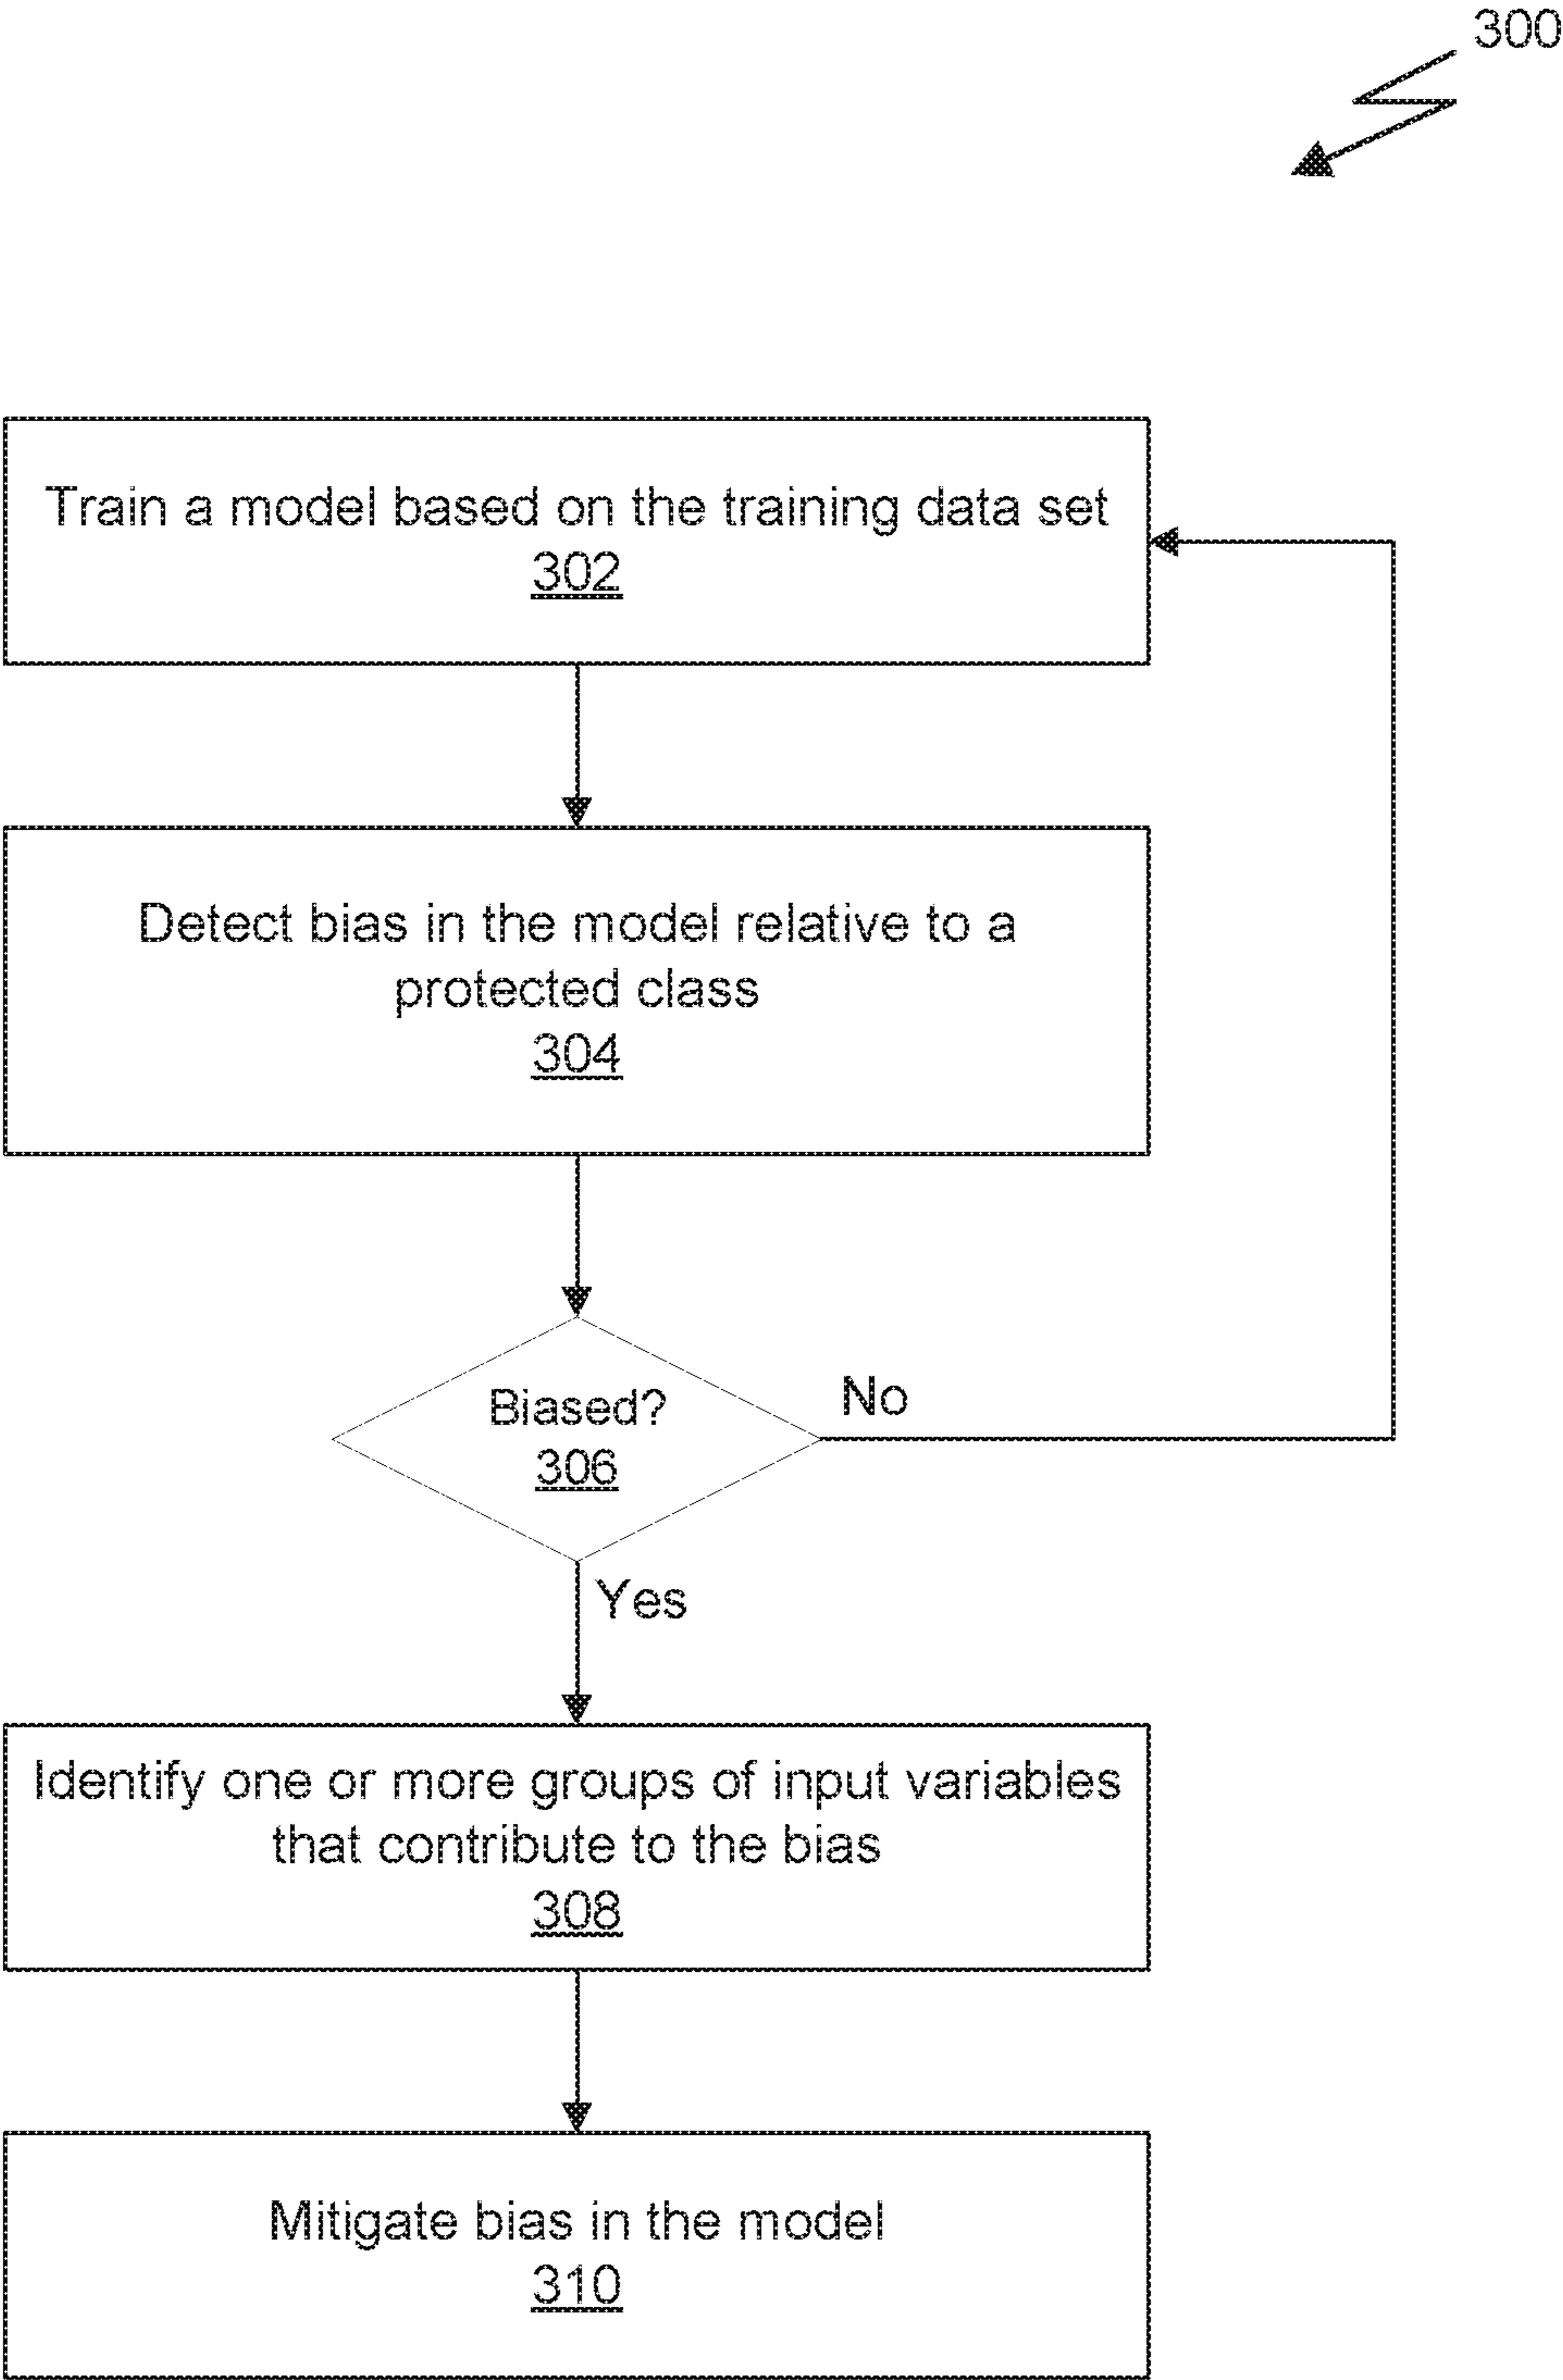 300
Train a model based on the training data set
302
Detect bias in the model relative to a
protected class
304
Biased?
306
No
Yes
Identify one or more groups of input variables
that contribute to the bias
308
Mitigate bias in the model
310